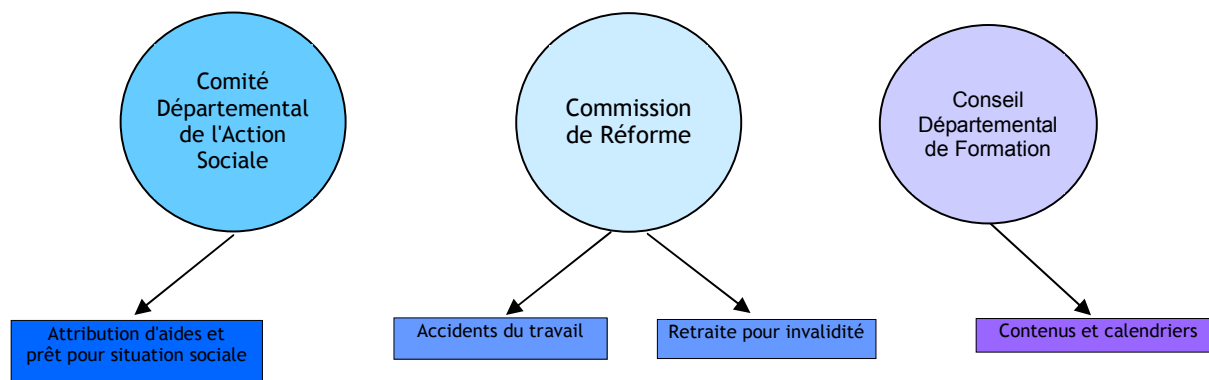 Comité
Départemental
de l'Action
Sociale
Commission
de Réforme
Conseil
Départemental
de Formation
Attribution d'aides et
prêt pour situation sociale
Accidents du travail
Retraite pour invalidité
Contenus et calendriers